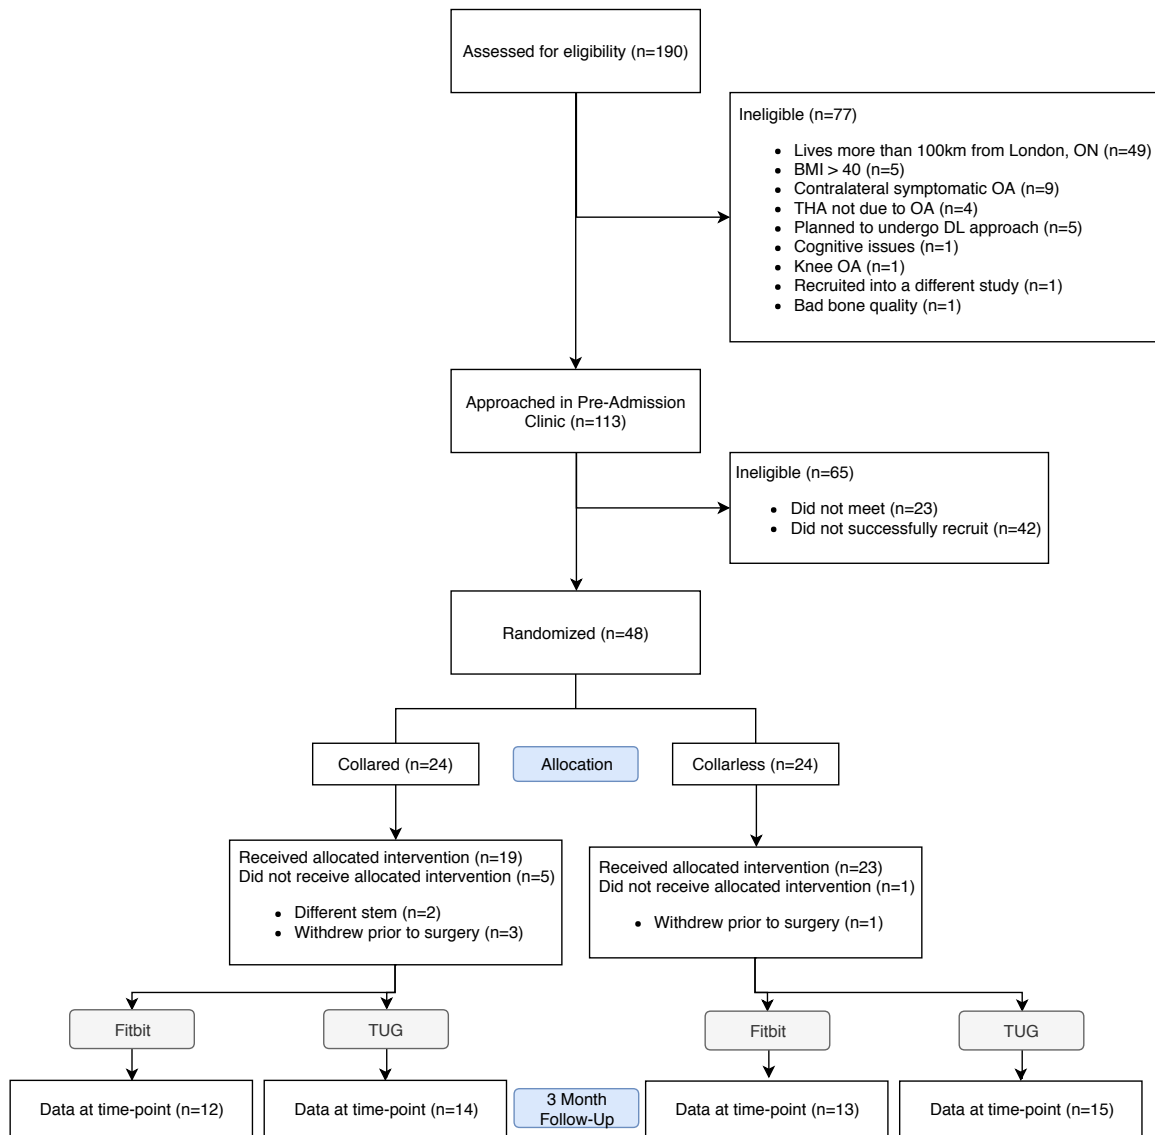 Assessed for eligibility (n=190)
Ineligible (n=77)
• Lives more than 100km from London, ON (n=49)
• BMI > 40 (n=5)
• Contralateral symptomatic OA (n=9)
• THA not due to OA (n=4)
• Planned to undergo DL approach (n=5)
• Cognitive issues (n=1)
• Knee OA (n=1)
• Recruited into a different study (n=1)
• Bad bone quality (n=1)
Approached in Pre-Admission
Clinic (n=113)
Ineligible (n=65)
• Did not meet (n=23)
• Did not successfully recruit (n=42)
Randomized (n=48)
Collared (n=24)
Allocation
Collarless (n=24)
Received allocated intervention (n=19)
Did not receive allocated intervention (n=5)
• Different stem (n=2)
• Withdrew prior to surgery (n=3)
Received allocated intervention (n=23)
Did not receive allocated intervention (n=1)
• Withdrew prior to surgery (n=1)
Fitbit
TUG
Fitbit
TUG
Data at time-point (n=12)
Data at time-point (n=14)
3 Month
Follow-Up
Data at time-point (n=13)
Data at time-point (n=15)